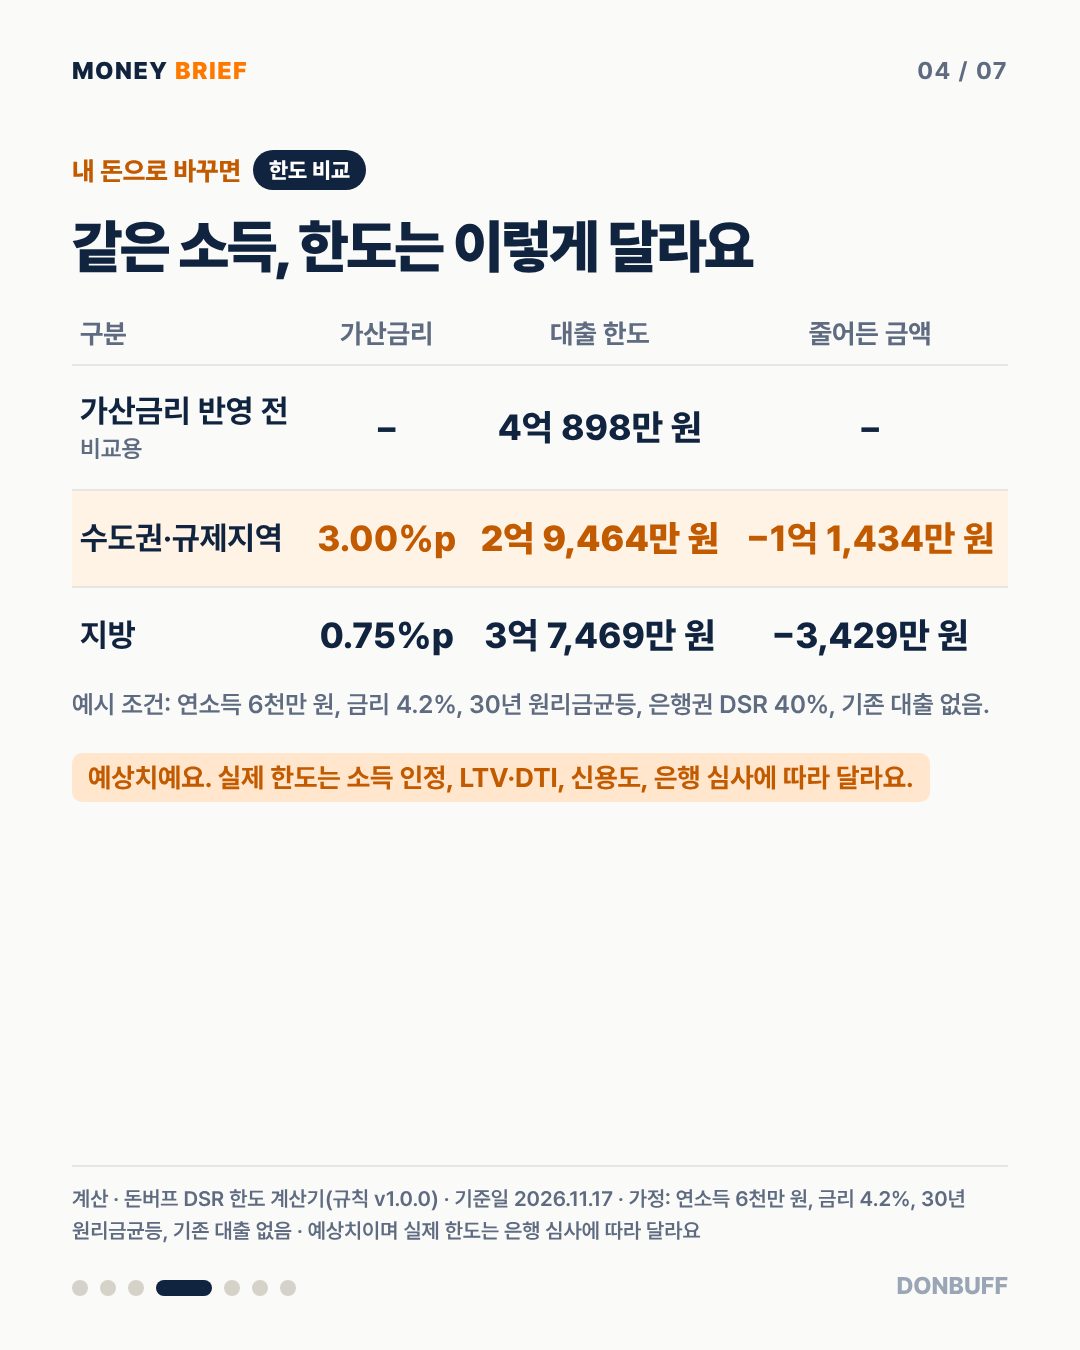 MONEY BRIEF
04 / 07
내 돈으로 바꾸면 한도 비교
같은 소득, 한도는 이렇게 달라요
구분 가산금리 대출 한도 줄어든 금액
가산금리 반영 전 – 4억 898만 원 –
비교용
수도권·규제지역 3.00%p 2억 9,464만 원 −1억 1,434만 원
지방 0.75%p 3억 7,469만 원 −3,429만 원
예시 조건: 연소득 6천만 원, 금리 4.2%, 30년 원리금균등, 은행권 DSR 40%, 기존 대출 없음.
예상치예요. 실제 한도는 소득 인정, LTV·DTI, 신용도, 은행 심사에 따라 달라요.
계산 · 돈버프 DSR 한도 계산기(규칙 v1.0.0) · 기준일 2026.11.17 · 가정: 연소득 6천만 원, 금리 4.2%, 30년
원리금균등, 기존 대출 없음 · 예상치이며 실제 한도는 은행 심사에 따라 달라요
DONBUFF